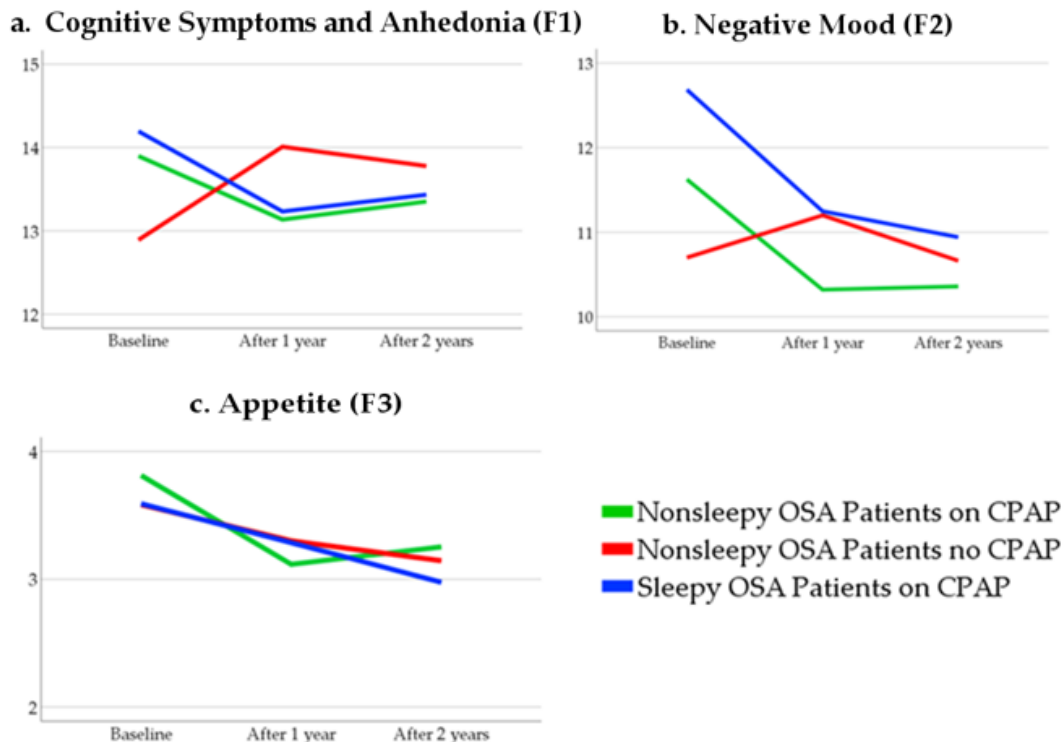 a. Cognitive Symptoms and Anhedonia (F1)
15
14
13
12
Baseline
After 1 year
After 2 years
b. Negative Mood (F2)
13
12
11
10
Baseline
After 1 year
After 2 years
c. Appetite (F3)
4
3
2
Baseline
After 1 year
After 2 years
Nonsleepy OSA Patients on CPAP
Nonsleepy OSA Patients no CPAP
Sleepy OSA Patients on CPAP